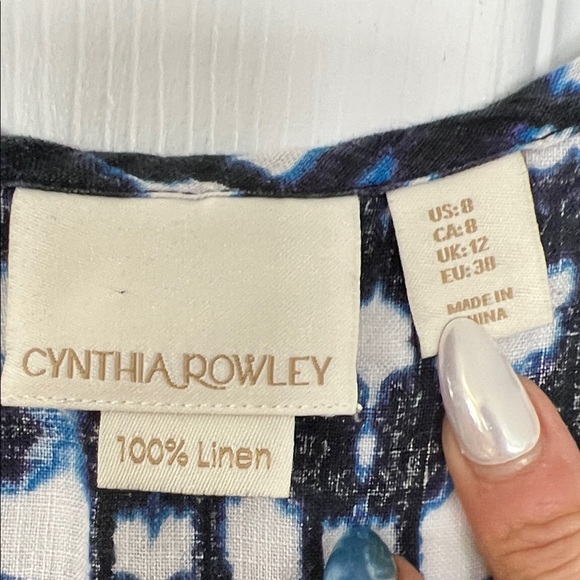 CYNTHIA ROWLEY
100% Linen
US: 8
CA: 8
UK: 12
EU: 38
MADE IN